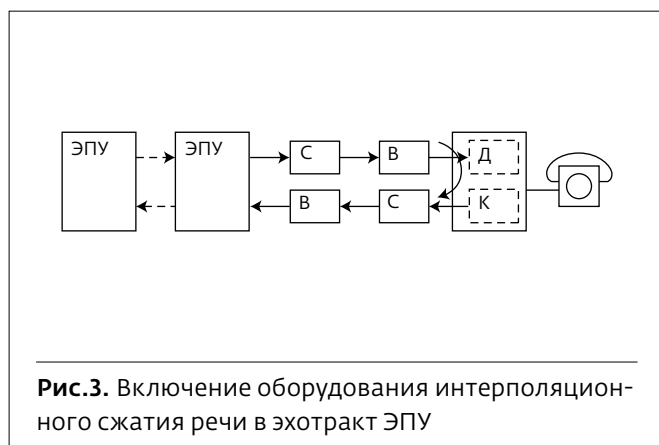 ЭПУ ЭПУ С В Д
В С К
Рис.3. Включение оборудования интерполяцион-
ного сжатия речи в эхотракт ЭПУ